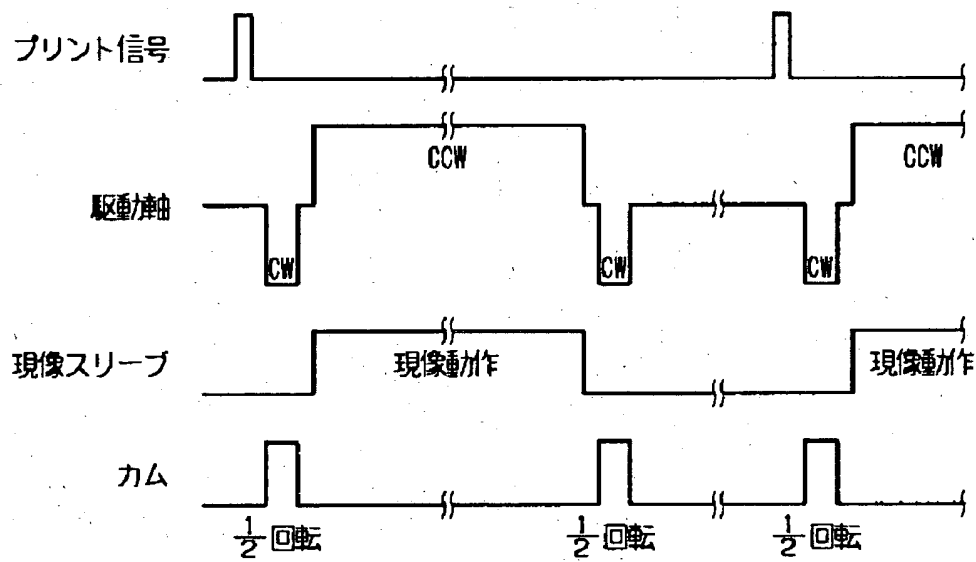 プリント信号
CCW
CCW
駆動軸
CW
CW
CW
現像スリーブ
現像動作
現像動作
カム
1/2 回転
1/2 回転
1/2 回転